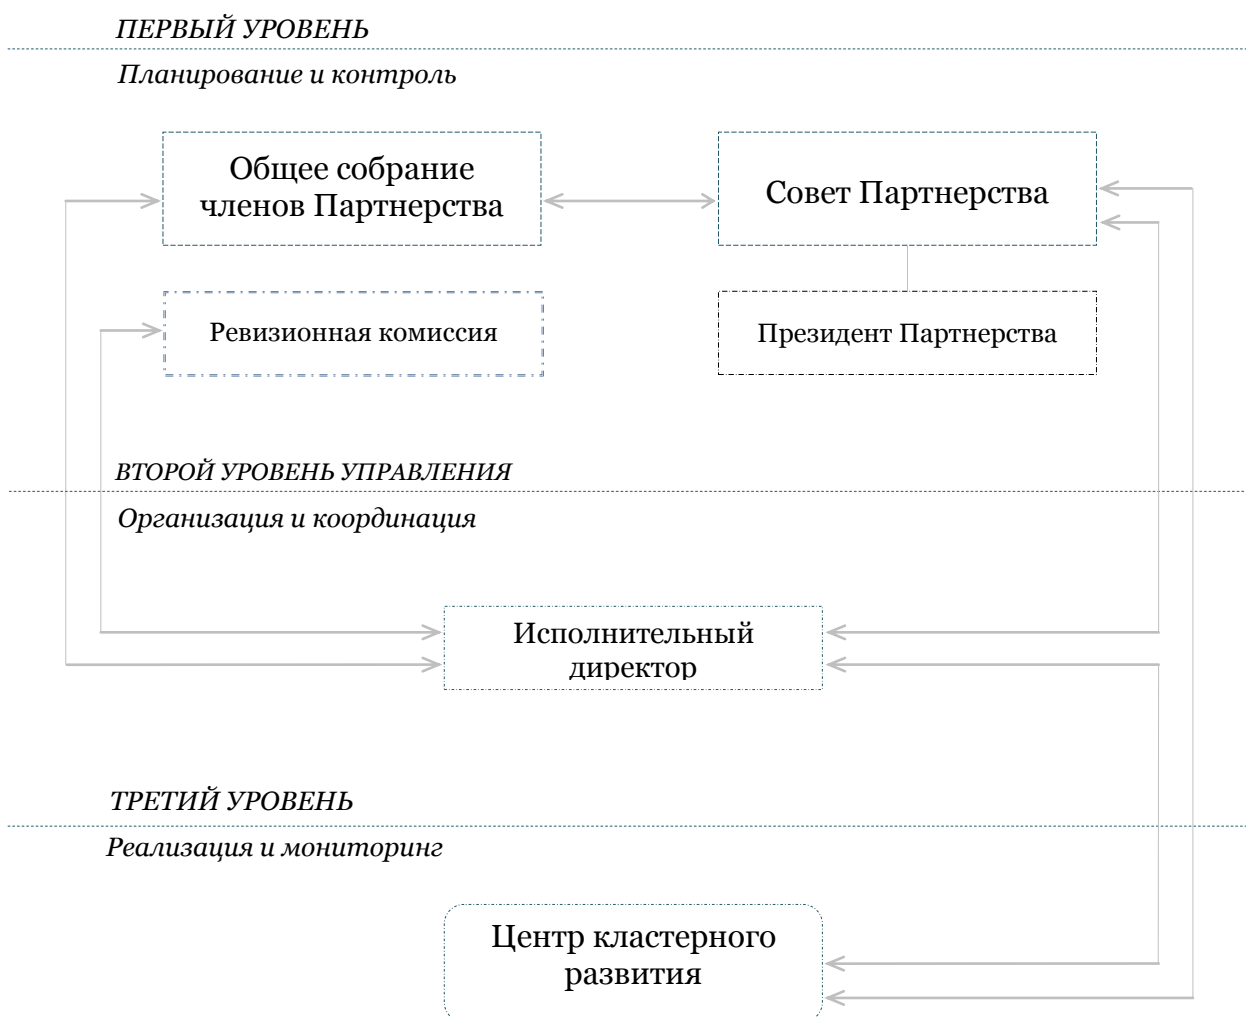 ПЕРВЫЙ УРОВЕНЬ
Планирование и контроль
Общее собрание
членов Партнерства
Совет Партнерства
Ревизионная комиссия
Президент Партнерства
ВТОРОЙ УРОВЕНЬ УПРАВЛЕНИЯ
Организация и координация
Исполнительный
директор
ТРЕТИЙ УРОВЕНЬ
Реализация и мониторинг
Центр кластерного
развития